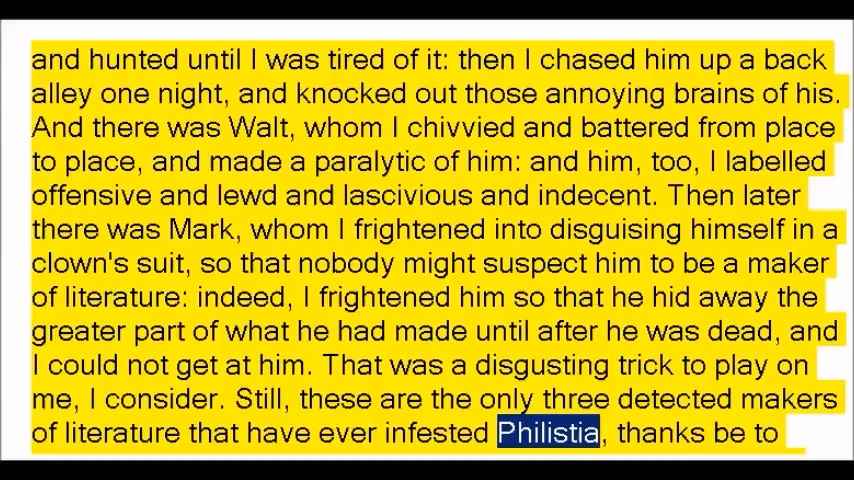 and hunted until I was tired of it: then I chased him up a back
alley one night, and knocked out those annoying brains of his.
And there was Walt, whom I chivvied and battered from place
to place, and made a paralytic of him: and him, too, I labelled
offensive and lewd and lascivious and indecent. Then later
there was Mark, whom I frightened into disguising himself in a
clown's suit, so that nobody might suspect him to be a maker
of literature: indeed, I frightened him so that he hid away the
greater part of what he had made until after he was dead, and
I could not get at him. That was a disgusting trick to play on
me, I consider. Still, these are the only three detected makers
of literature that have ever infested Philistia, thanks be to